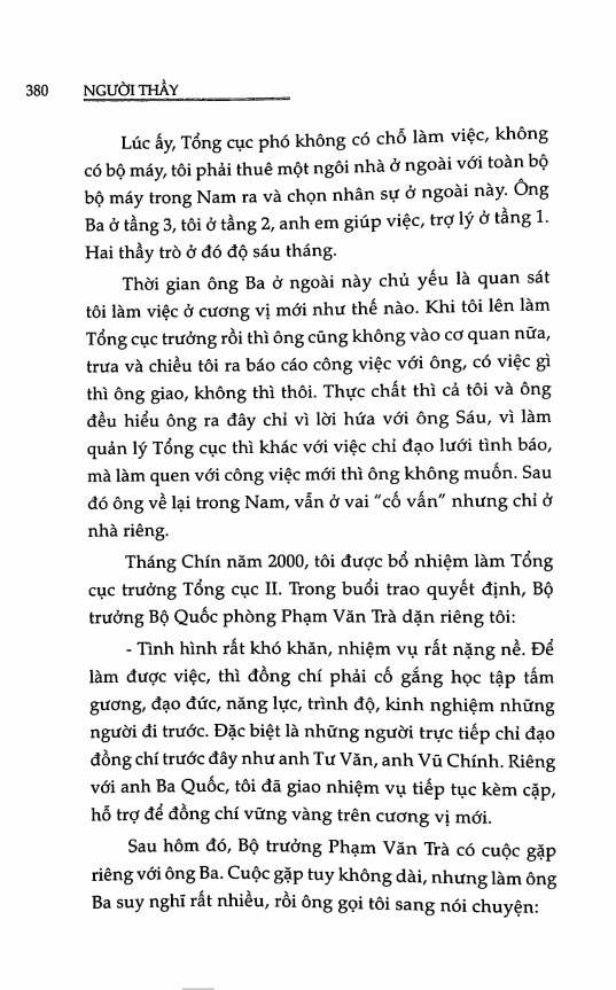 380 NGƯỜI THẦY
Lúc ấy, Tổng cục phó không có chỗ làm việc, không
có bộ máy, tôi phải thuê một ngôi nhà ở ngoài với toàn bộ
bộ máy trong Nam ra và chọn nhân sự ở ngoài này. Ông
Ba ở tầng 3, tôi ở tầng 2, anh em giúp việc, trợ lý ở tầng 1.
Hai thầy trò ở đó độ sáu tháng.
Thời gian ông Ba ở ngoài này chủ yếu là quan sát
tôi làm việc ở cương vị mới như thế nào. Khi tôi lên làm
Tổng cục trưởng rồi thì ông cũng không vào cơ quan nữa,
trưa và chiều tôi ra báo cáo công việc với ông, có việc gì
thì ông giao, không thì thôi. Thực chất thì cả tôi và ông
đều hiểu ông ra đây chỉ vì lời hứa với ông Sáu, vì làm
quản lý Tổng cục thì khác với việc chỉ đạo lưới tình báo,
mà làm quen với công việc mới thì ông không muốn. Sau
đó ông về lại trong Nam, vẫn ở vai "cố vấn" nhưng chỉ ở
nhà riêng.
Tháng Chín năm 2000, tôi được bổ nhiệm làm Tổng
cục trưởng Tổng cục II. Trong buổi trao quyết định, Bộ
trưởng Bộ Quốc phòng Phạm Văn Trà dặn riêng tôi:
- Tình hình rất khó khăn, nhiệm vụ rất nặng nề. Để
làm được việc, thì đồng chí phải cố gắng học tập tấm
gương, đạo đức, năng lực, trình độ, kinh nghiệm những
người đi trước. Đặc biệt là những người trực tiếp chỉ đạo
đồng chí trước đây như anh Tư Văn, anh Vũ Chính. Riêng
với anh Ba Quốc, tôi đã giao nhiệm vụ tiếp tục kèm cặp,
hỗ trợ để đồng chí vững vàng trên cương vị mới.
Sau hôm đó, Bộ trưởng Phạm Văn Trà có cuộc gặp
riêng với ông Ba. Cuộc gặp tuy không dài, nhưng làm ông
Ba suy nghĩ rất nhiều, rồi ông gọi tôi sang nói chuyện: